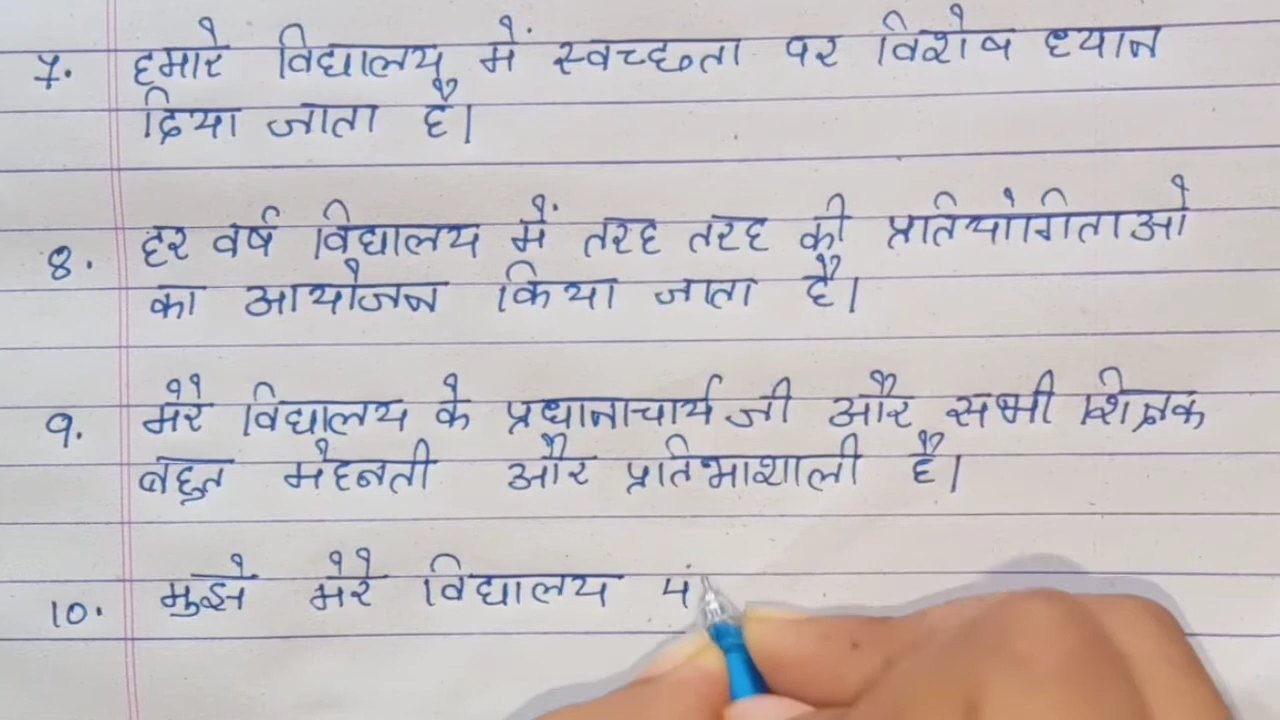 7. हमारे विद्यालय में स्वच्छता पर विशेष ध्यान
दिया जाता है।
8. हर वर्ष विद्यालय में तरह तरह की प्रतियोगिताओ
का आयोजन किया जाता है।
9. मेरे विद्यालय के प्रधानाचार्य जी और सभी शिक्षक
बहुत मेहनती और प्रतिभाशाली है।
10. मुझे मेरे विद्यालय